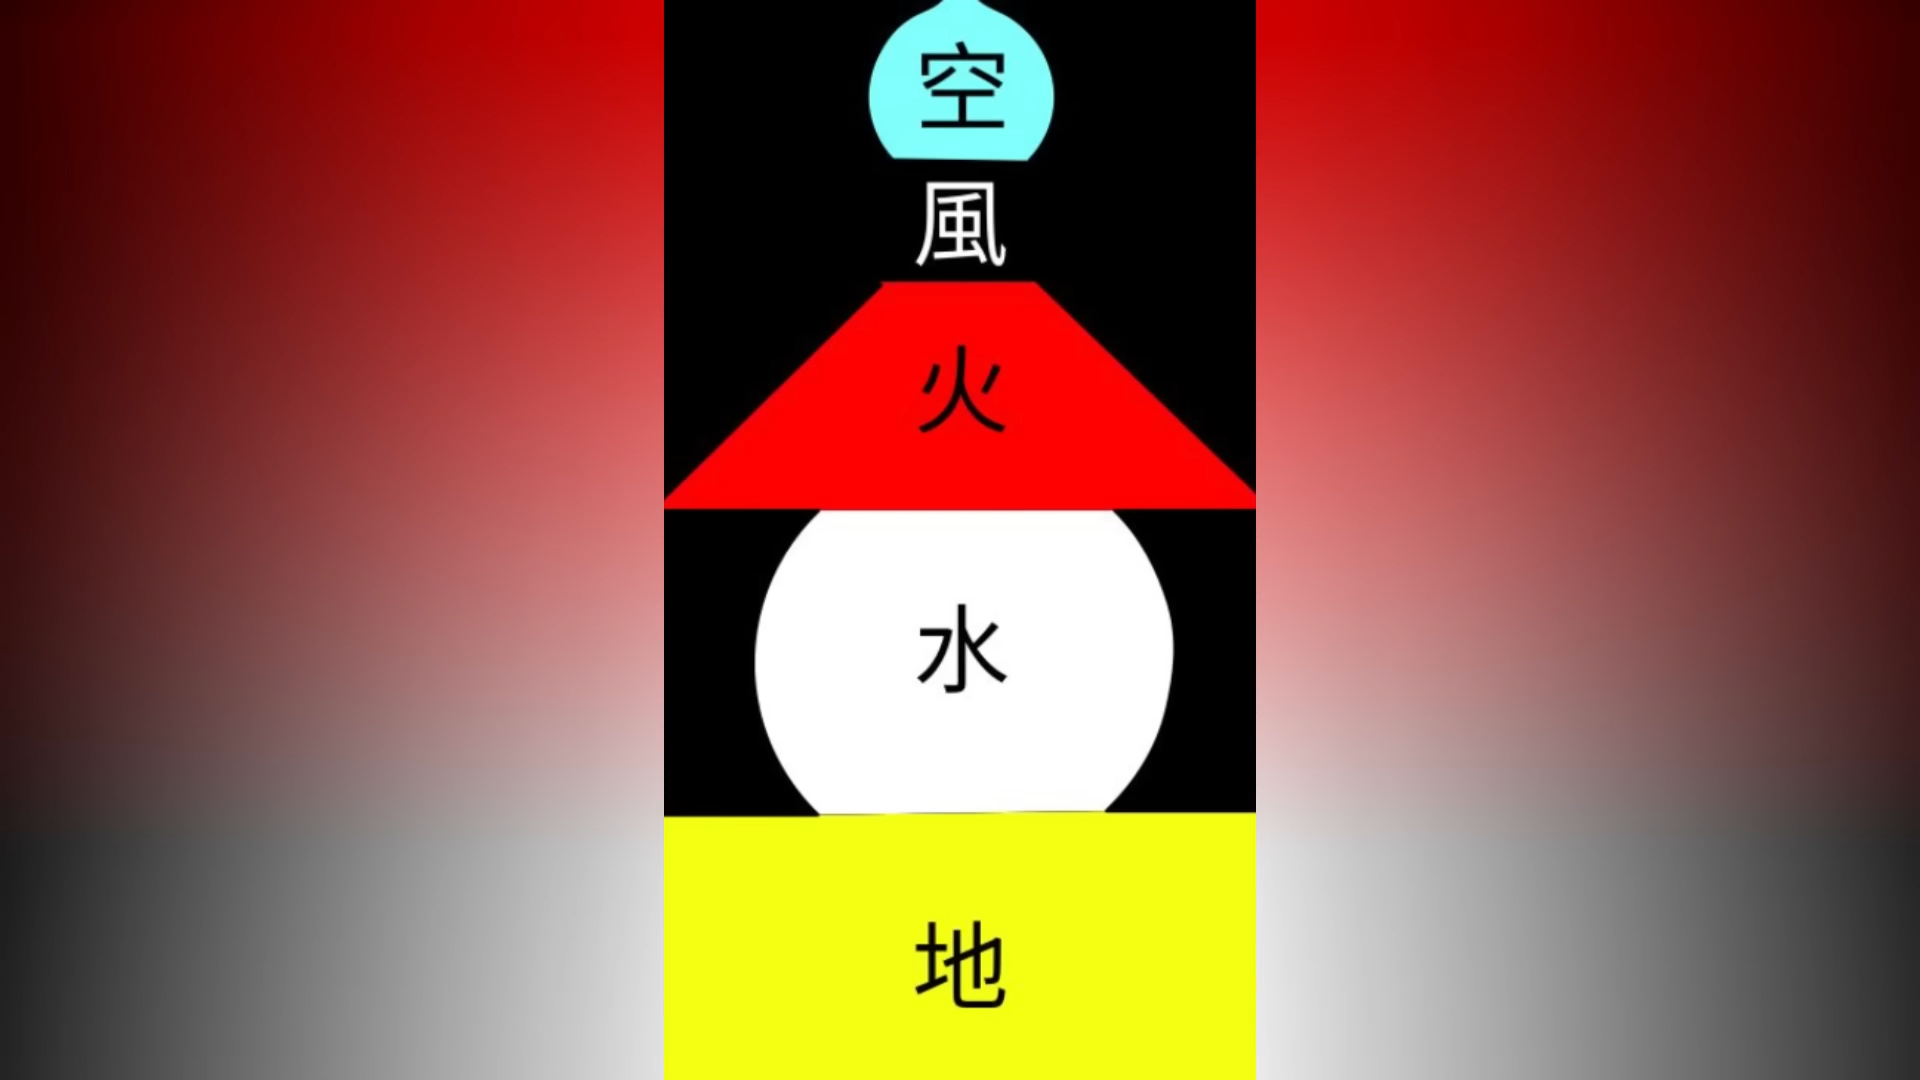 空
風
火
水
地